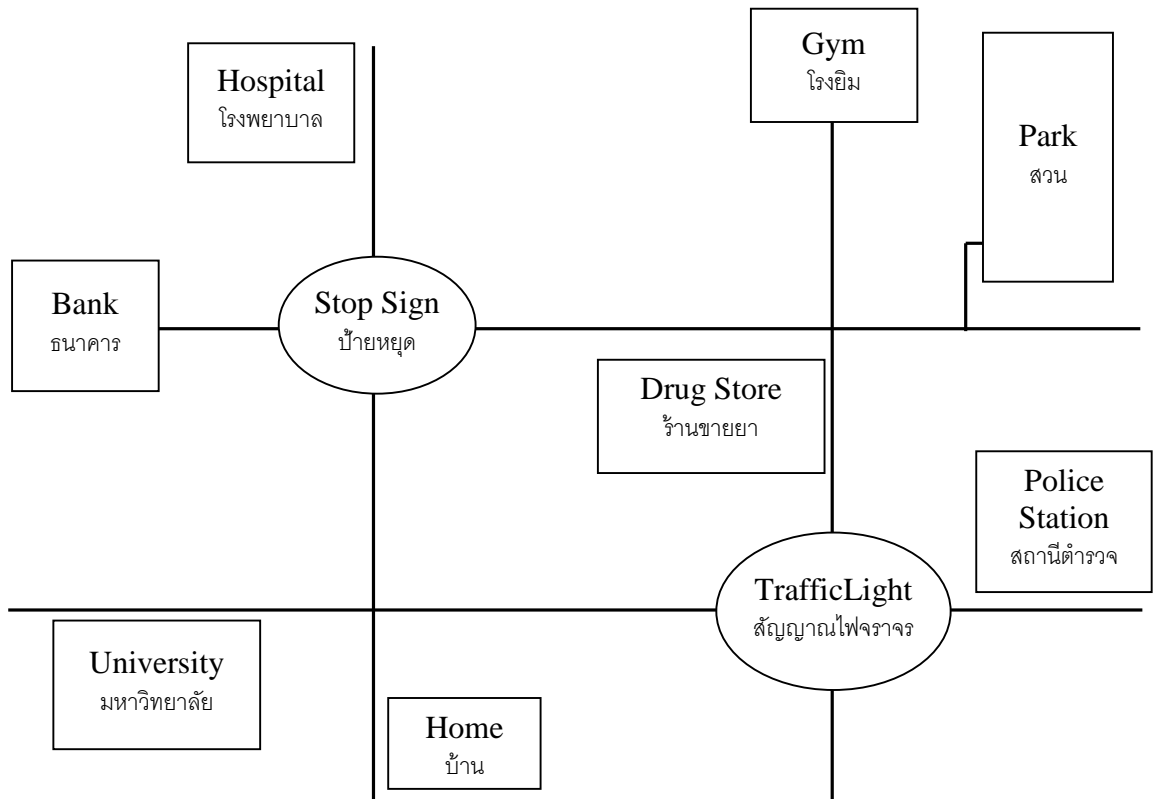 Hospital
โรงพยาบาล
Gym
โรงยิม
Park
สวน
Bank
ธนาคาร
Stop Sign
ป้ายหยุด
Drug Store
ร้านขายยา
Police
Station
สถานีตำรวจ
TrafficLight
สัญญาณไฟจราจร
University
มหาวิทยาลัย
Home
บ้าน